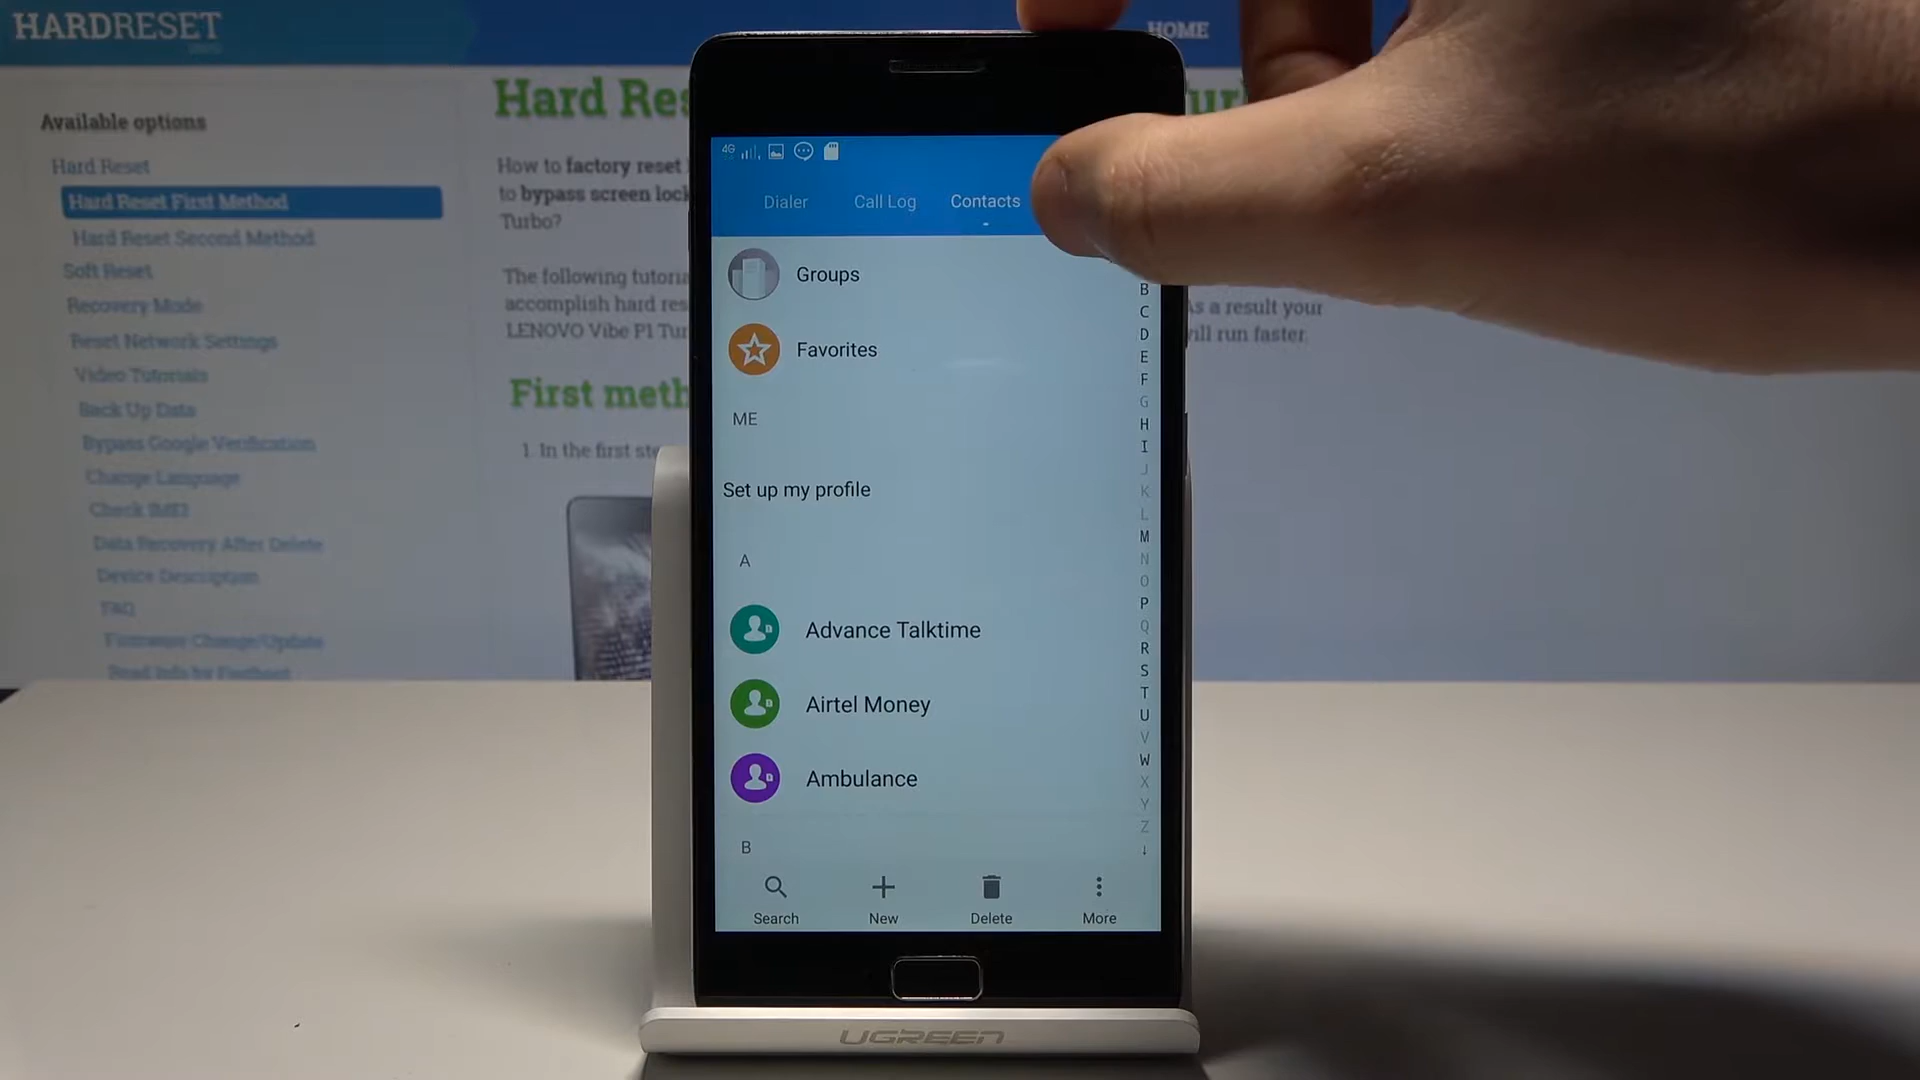 HARDRESET
HOME
Available options
Hard Reset
Hard Reset First Method
Hard Reset Second Method
Soft Reset
Recovery Mode
Reset Network Settings
Video Tutorials
Back Up Data
Bypass Google Verification
Change Language
Check IMEI
Data Recovery After Delete
Device Description
FAQ
Firmware Change/Update
Hard Res
How to factory reset
to bypass screen lock
Turbo?
The following tutoria
accomplish hard res
LENOVO Vibe P1 Tur
As a result your
will run faster.
First meth
1. In the first ste
4G
Dialer
Call Log
Contacts
Groups
Favorites
ME
Set up my profile
A
Advance Talktime
Airtel Money
Ambulance
B
B
C
D
E
F
G
H
I
J
K
L
M
N
O
P
Q
R
S
T
U
V
W
X
Y
Z
↓
Search
New
Delete
More
UGREEN